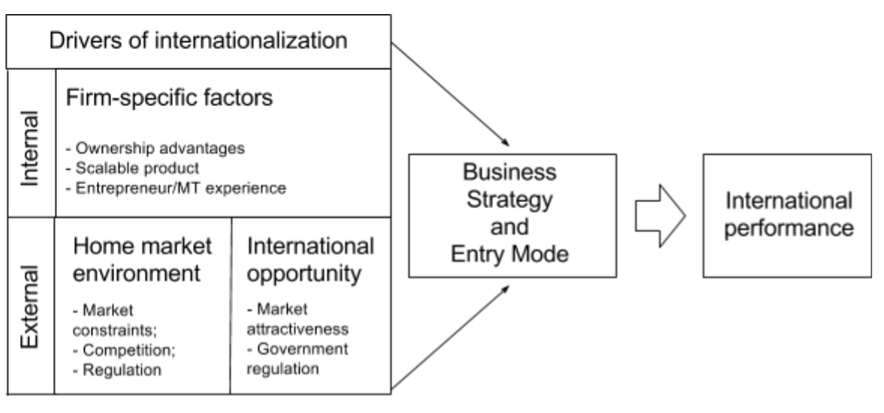 Drivers of internationalization
Internal
Firm-specific factors
- Ownership advantages
- Scalable product
- Entrepreneur/MT experience
External
Home market
environment
- Market
constraints;
- Competition;
- Regulation
International
opportunity
- Market
attractiveness
- Government
regulation
Business
Strategy
and
Entry Mode
International
performance